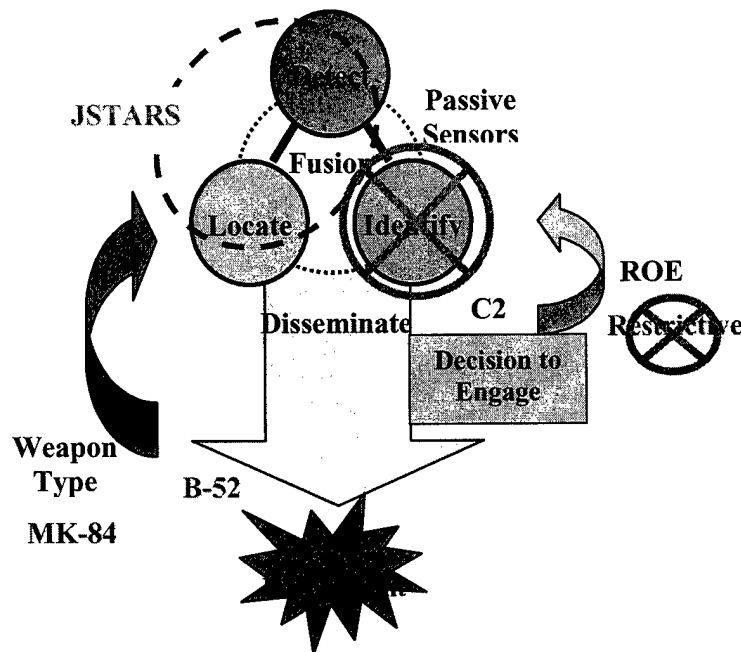 Detect
JSTARS
Passive
Sensors
Fusion
Locate
Identify
ROE
Restrictive
C2
Disseminate
Decision to
Engage
Weapon
Type
B-52
MK-84